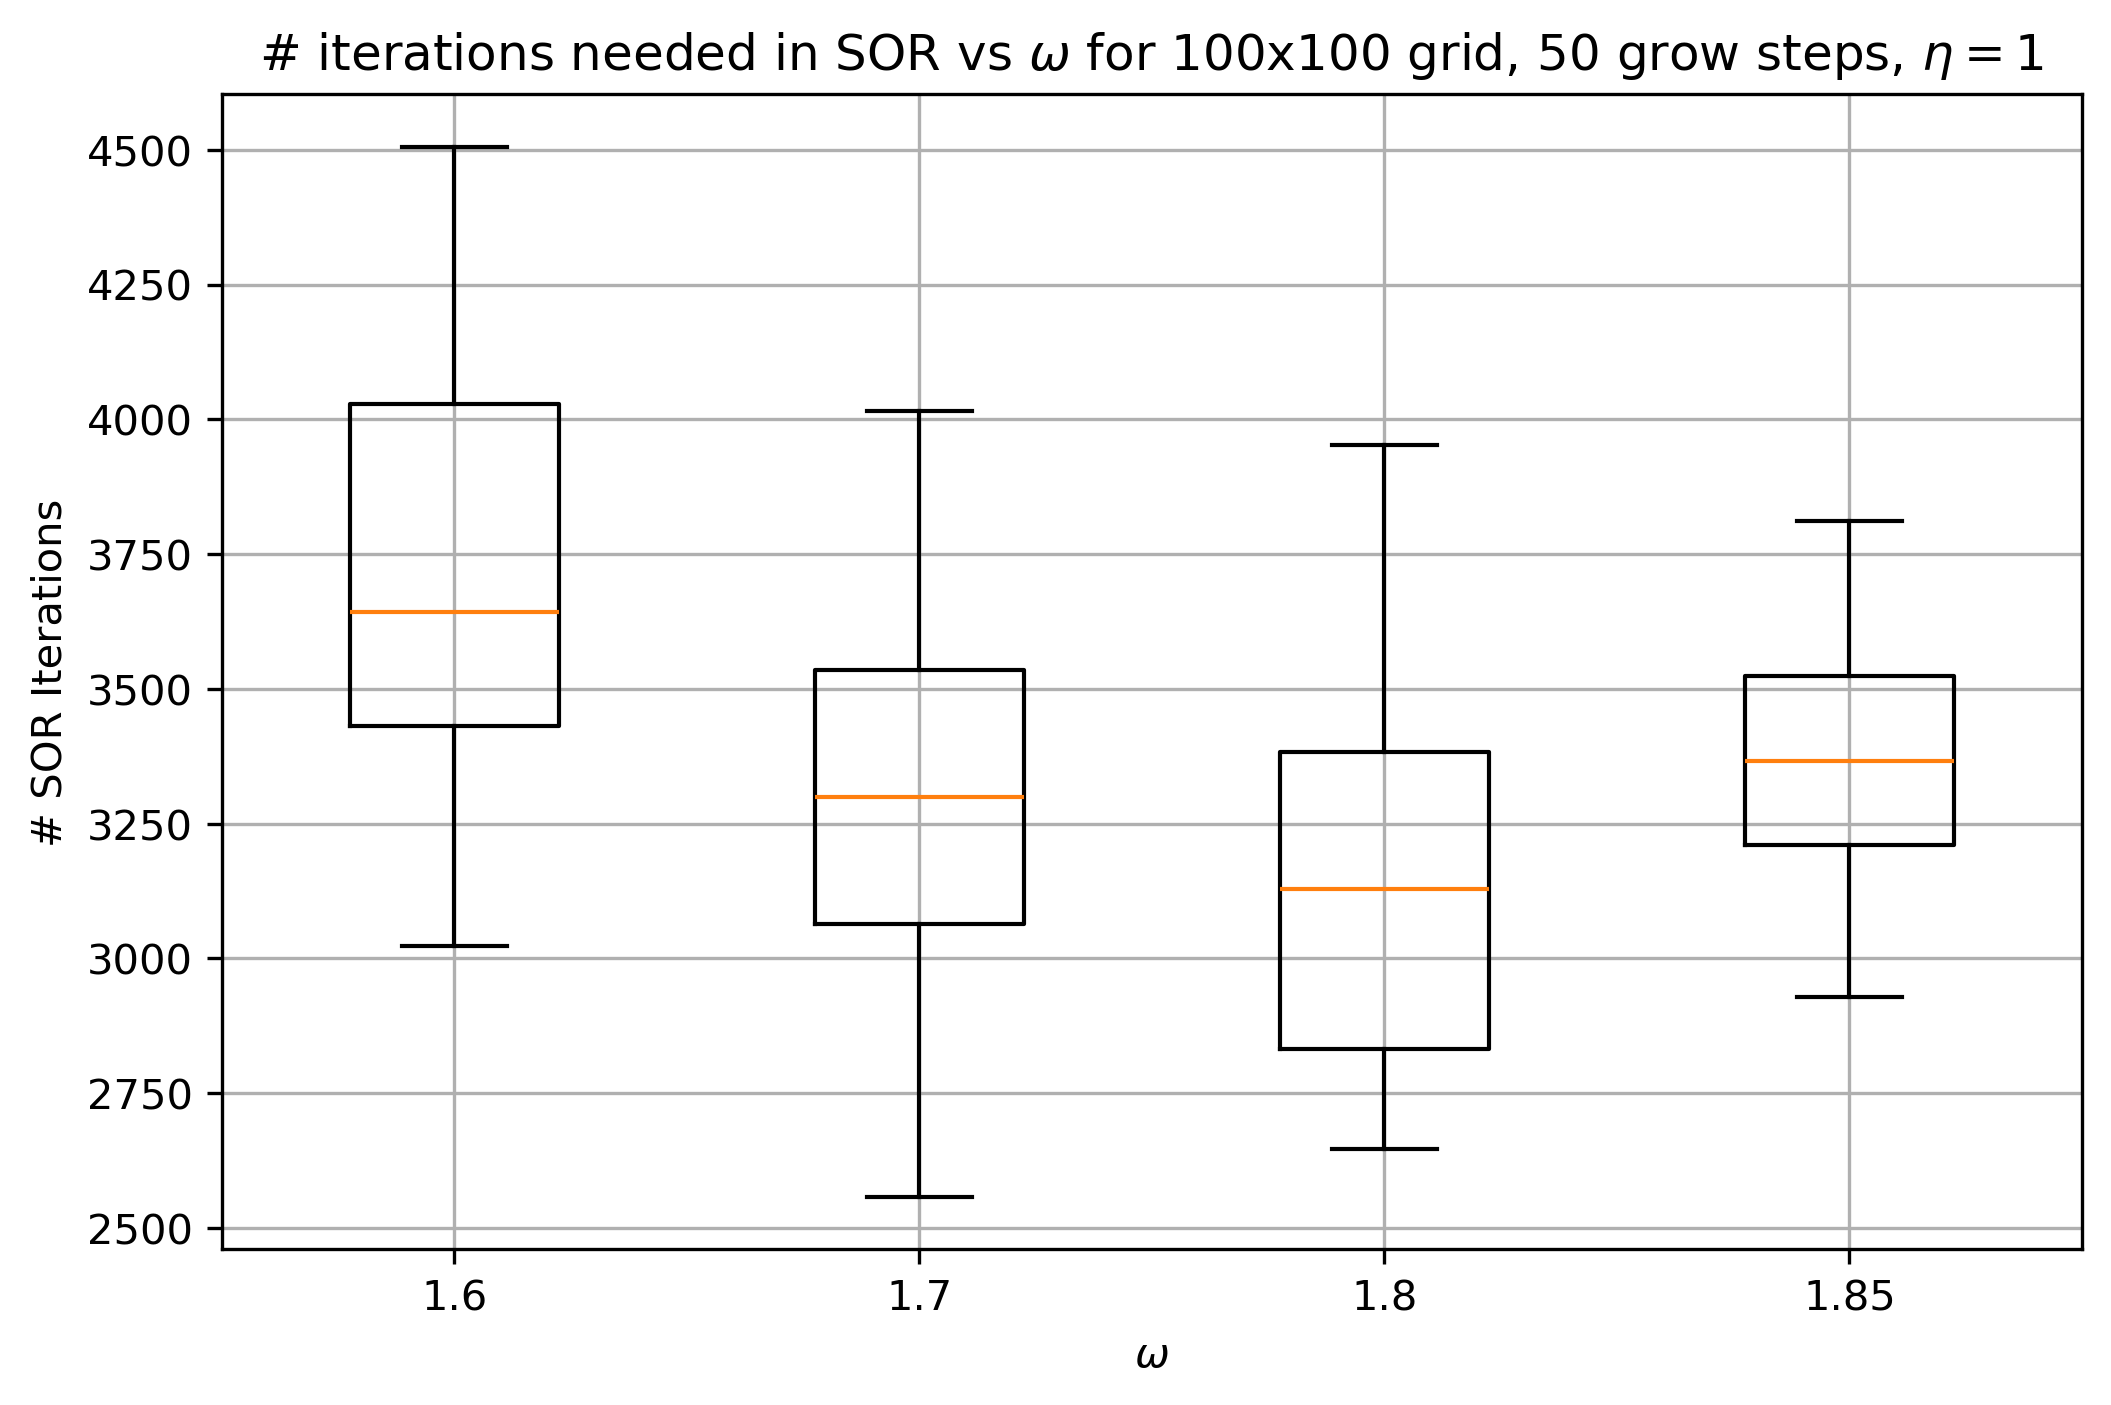 # iterations needed in SOR vs ω for 100x100 grid, 50 grow steps, η = 1
# SOR Iterations
4500
4250
4000
3750
3500
3250
3000
2750
2500
1.6 1.7 1.8 1.85
ω